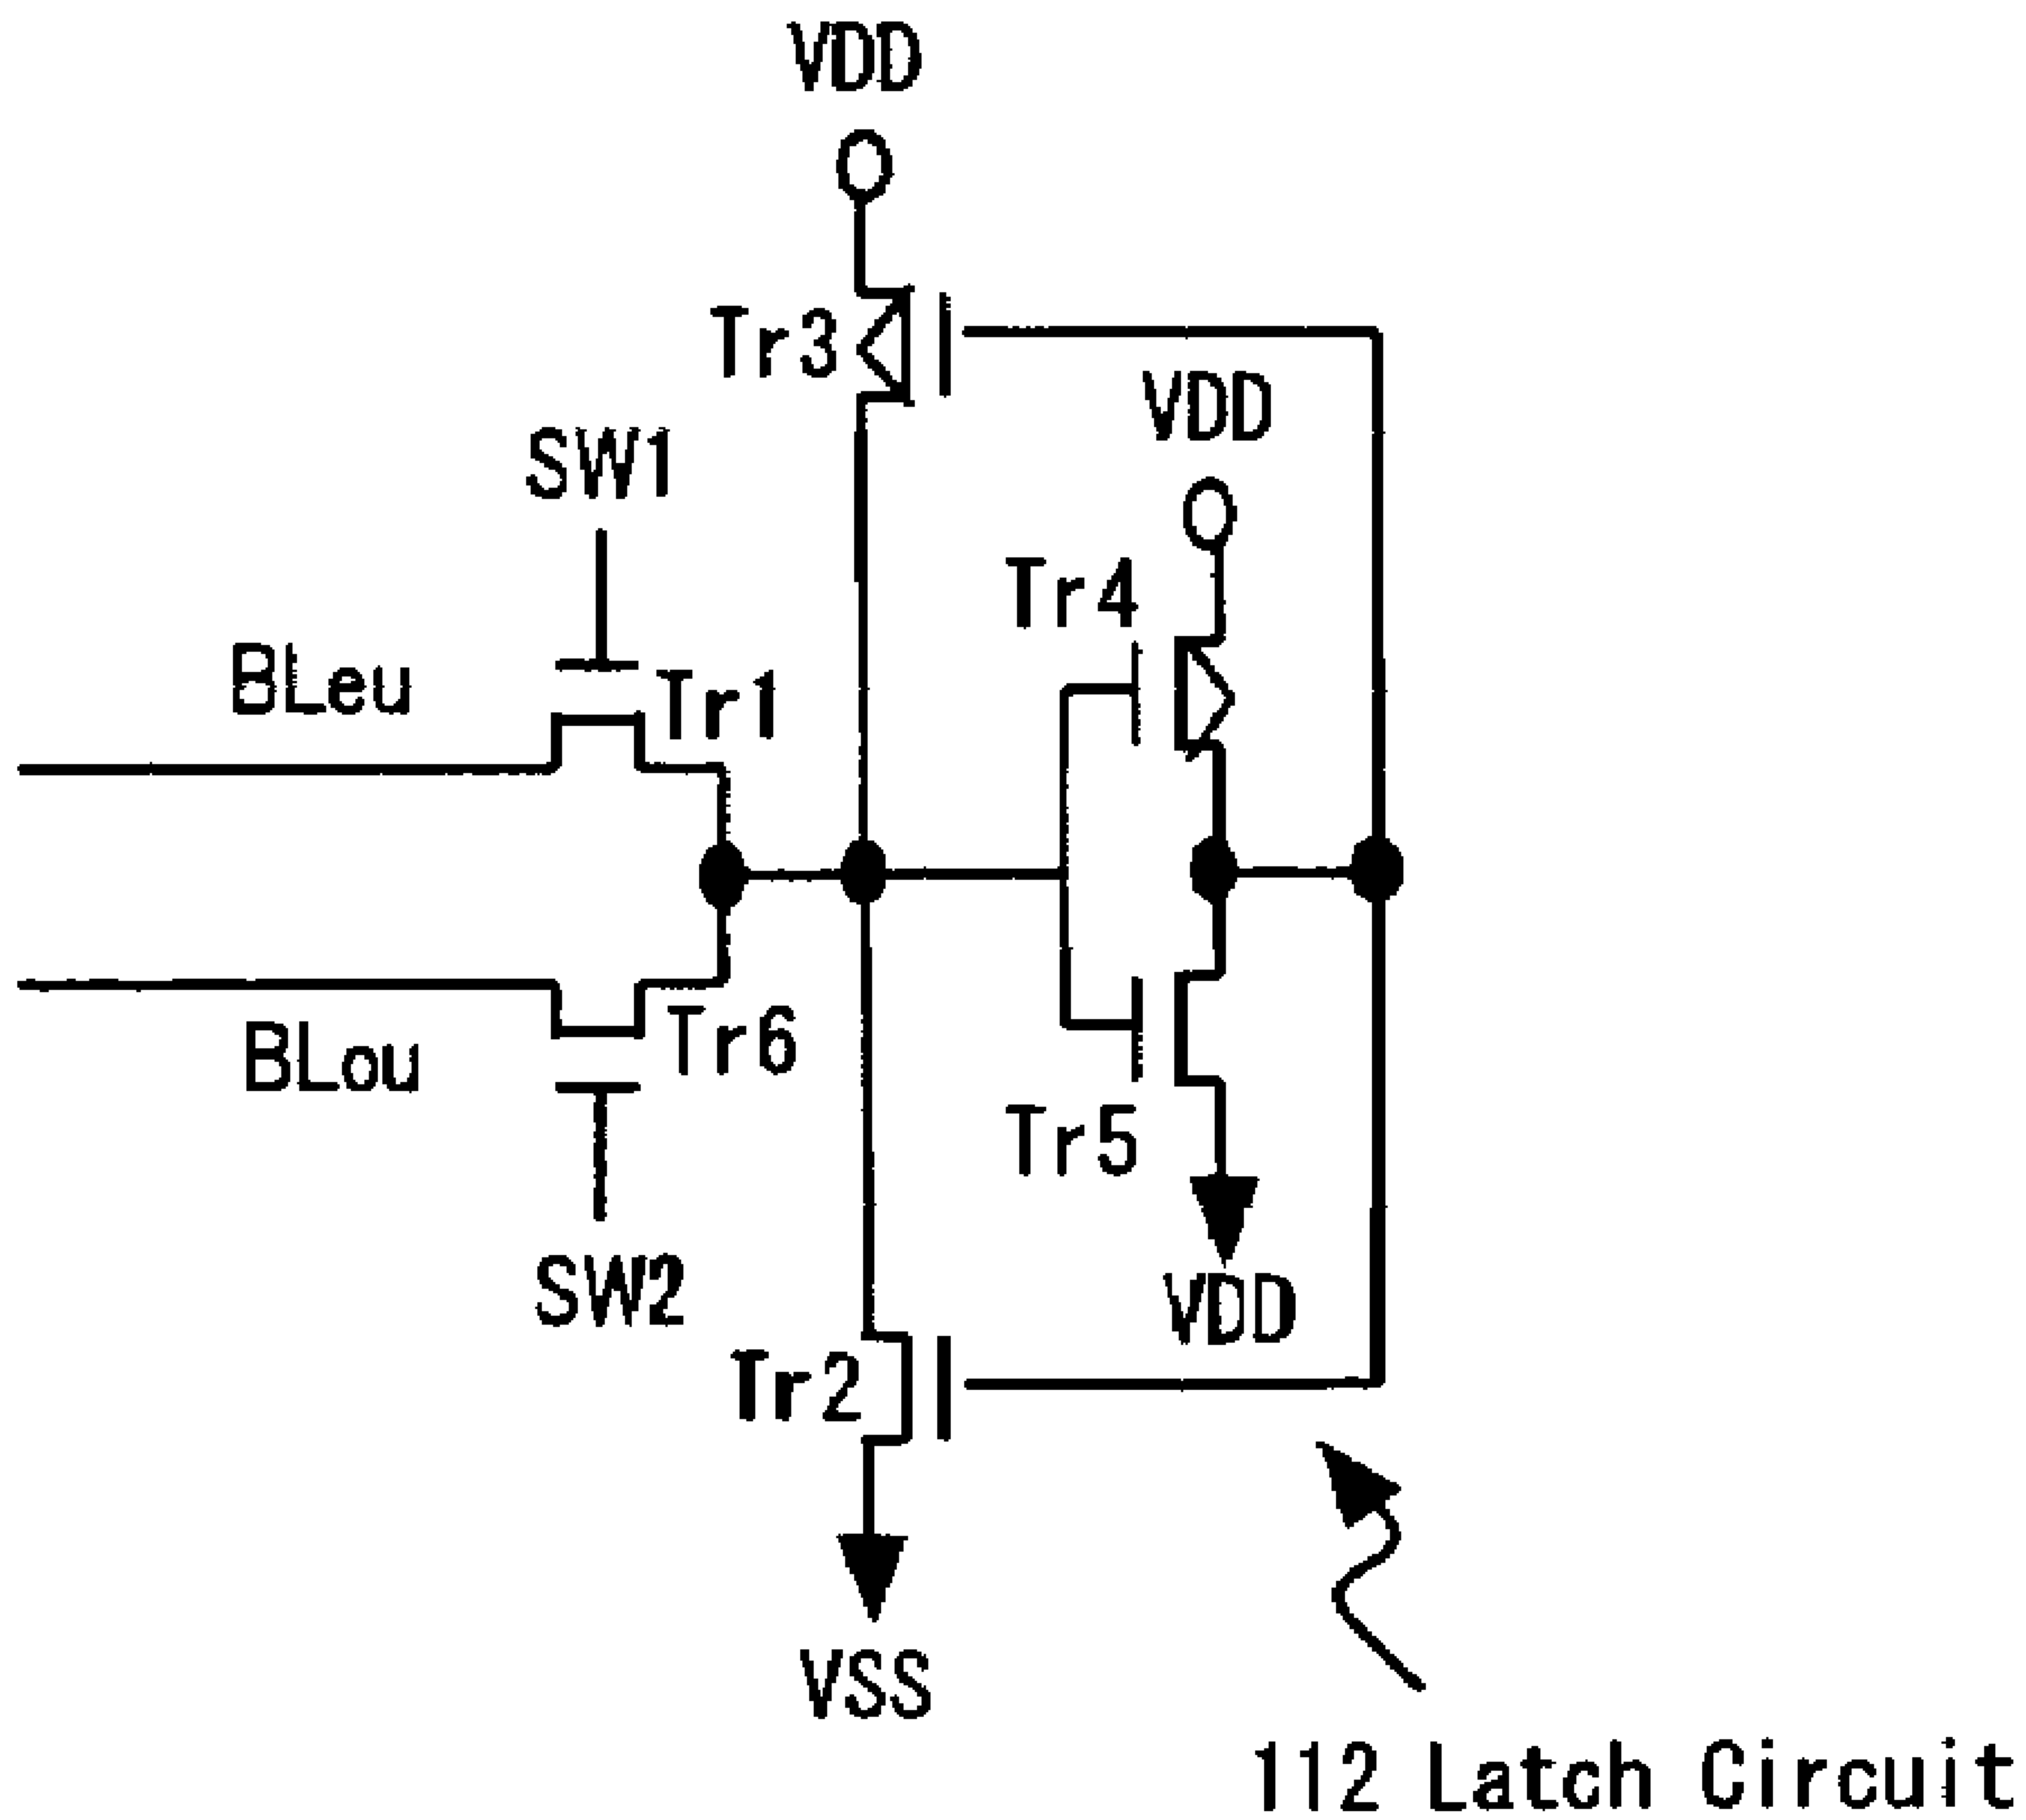 VDD
Tr3
VDD
SW1
Tr4
BLeu
Tr1
BLou
Tr6
Tr5
SW2
VDD
Tr2
VSS
112 Latch Circuit